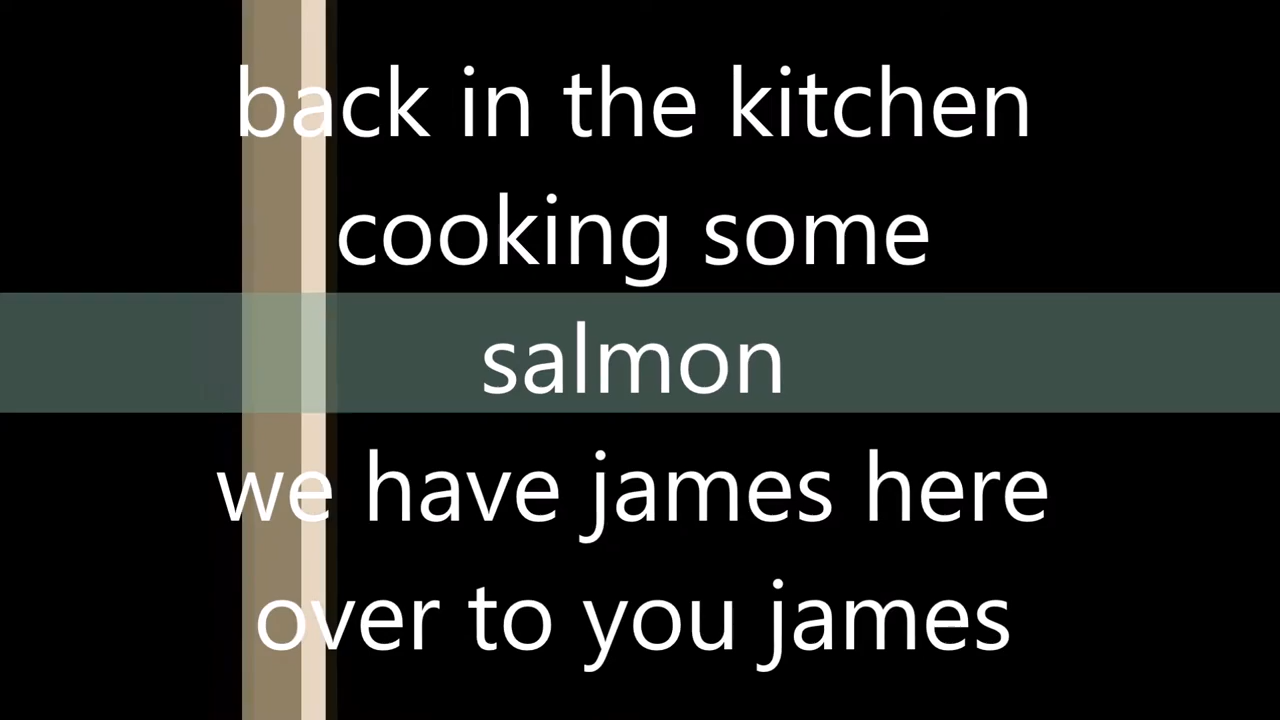 back in the kitchen
cooking some
salmon
we have james here
over to you james